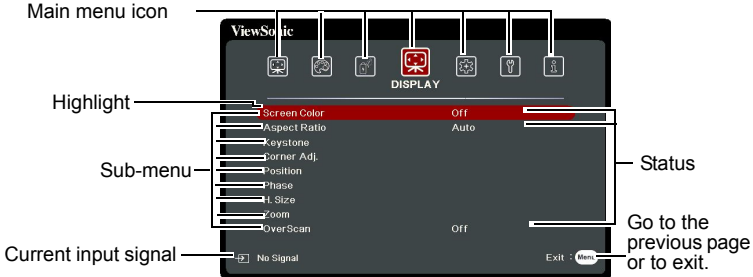 Main menu icon
ViewSonic
DISPLAY
Highlight
Screen Color Off
Aspect Ratio Auto
Keystone
Corner Adj.
Sub-menu
Position
Status
Phase
H. Size
Zoom
OverScan Off
Go to the
previous page
or to exit.
Current input signal
No Signal
Exit : Menu